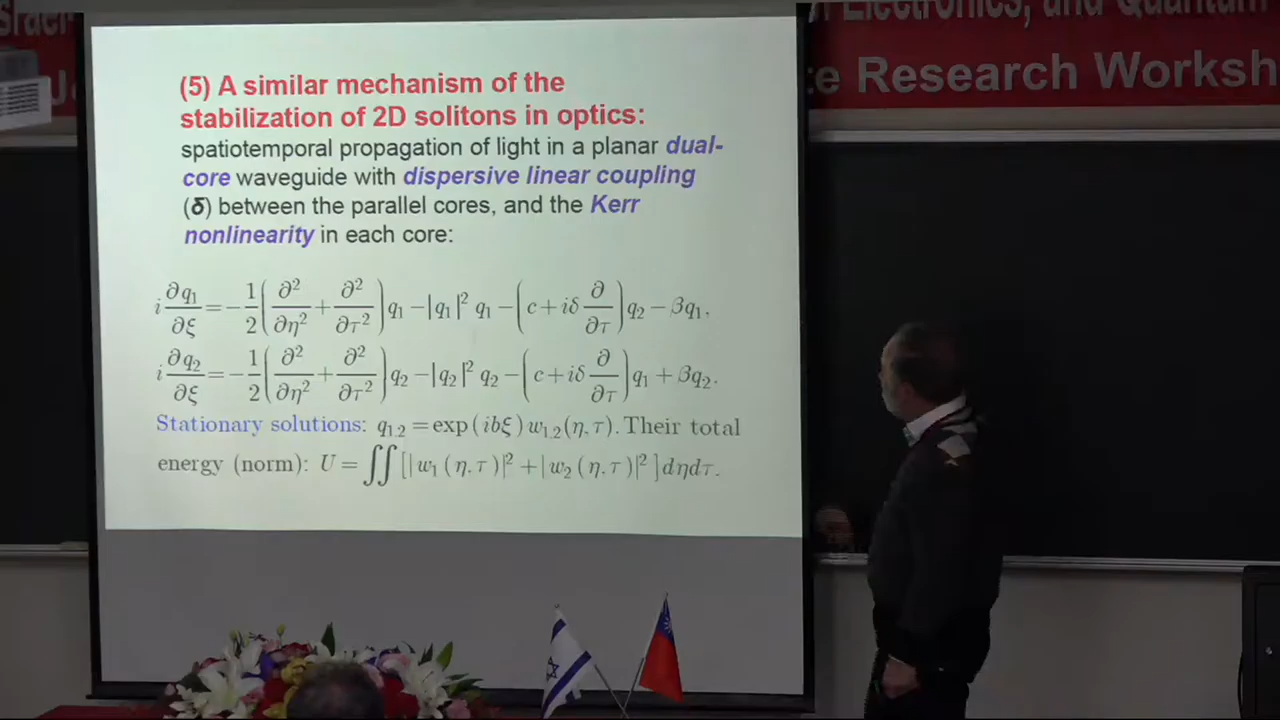 Electronics, and Quantum
Research Worksh
(5) A similar mechanism of the
stabilization of 2D solitons in optics:
spatiotemporal propagation of light in a planar dual-
core waveguide with dispersive linear coupling
(δ) between the parallel cores, and the Kerr
nonlinearity in each core:
i ∂q₁/∂ξ = −1/2 (∂²/∂η² + ∂²/∂τ²) q₁ − |q₁|² q₁ − (c + iδ ∂/∂τ) q₂ − βq₁,
i ∂q₂/∂ξ = −1/2 (∂²/∂η² + ∂²/∂τ²) q₂ − |q₂|² q₂ − (c + iδ ∂/∂τ) q₁ + βq₂.
Stationary solutions: q₁,₂ = exp(ibξ) w₁,₂(η,τ). Their total
energy (norm): U = ∬ [|w₁(η,τ)|² + |w₂(η,τ)|²] dηdτ.